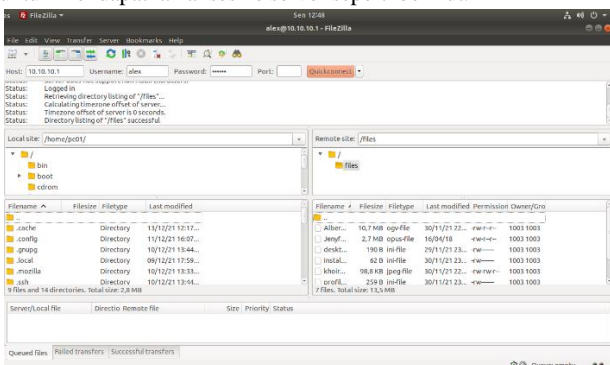 FileZilla
Sen 12:48
alex@10.10.10.1 - FileZilla
File Edit View Transfer Server Bookmarks Help
Host: 10.10.10.1 Username: alex Password: •••••• Port: Quickconnect
Status: Logged in
Status: Retrieving directory listing of "/files"...
Status: Calculating timezone offset of server...
Status: Timezone offset of server is 0 seconds.
Status: Directory listing of "/files" successful
Local site: /home/pc01/
Remote site: /files
/
bin
boot
cdrom
/
files
Filename Filesize Filetype Last modified
..
.cache Directory 13/12/21 12:17...
.config Directory 11/12/21 16:07...
.gnupg Directory 10/12/21 13:44...
.local Directory 09/12/21 17:59...
.mozilla Directory 10/12/21 13:33...
.ssh Directory 10/12/21 13:44...
9 files and 14 directories. Total size: 2,8 MB
Filename Filesize Filetype Last modified Permission Owner/Gro
..
Alber... 10,7 MB ogv-file 30/11/21 22... -rw-r--r-- 1003 1003
Jenyf... 2,7 MB opus-file 16/04/18 -rw-r--r-- 1003 1003
deskt... 190 B ini-file 29/11/21 23... -rw------- 1003 1003
instal... 62 B ini-file 30/11/21 23... -rw------- 1003 1003
khoir... 98,8 KB jpeg-file 30/11/21 22... -rw-rw-r-- 1003 1003
profil... 259 B ini-file 30/11/21 23... -rw------- 1003 1003
7 files. Total size: 13,5 MB
Server/Local file Directio Remote file Size Priority Status
Queued files Failed transfers Successful transfers
Queue: empty